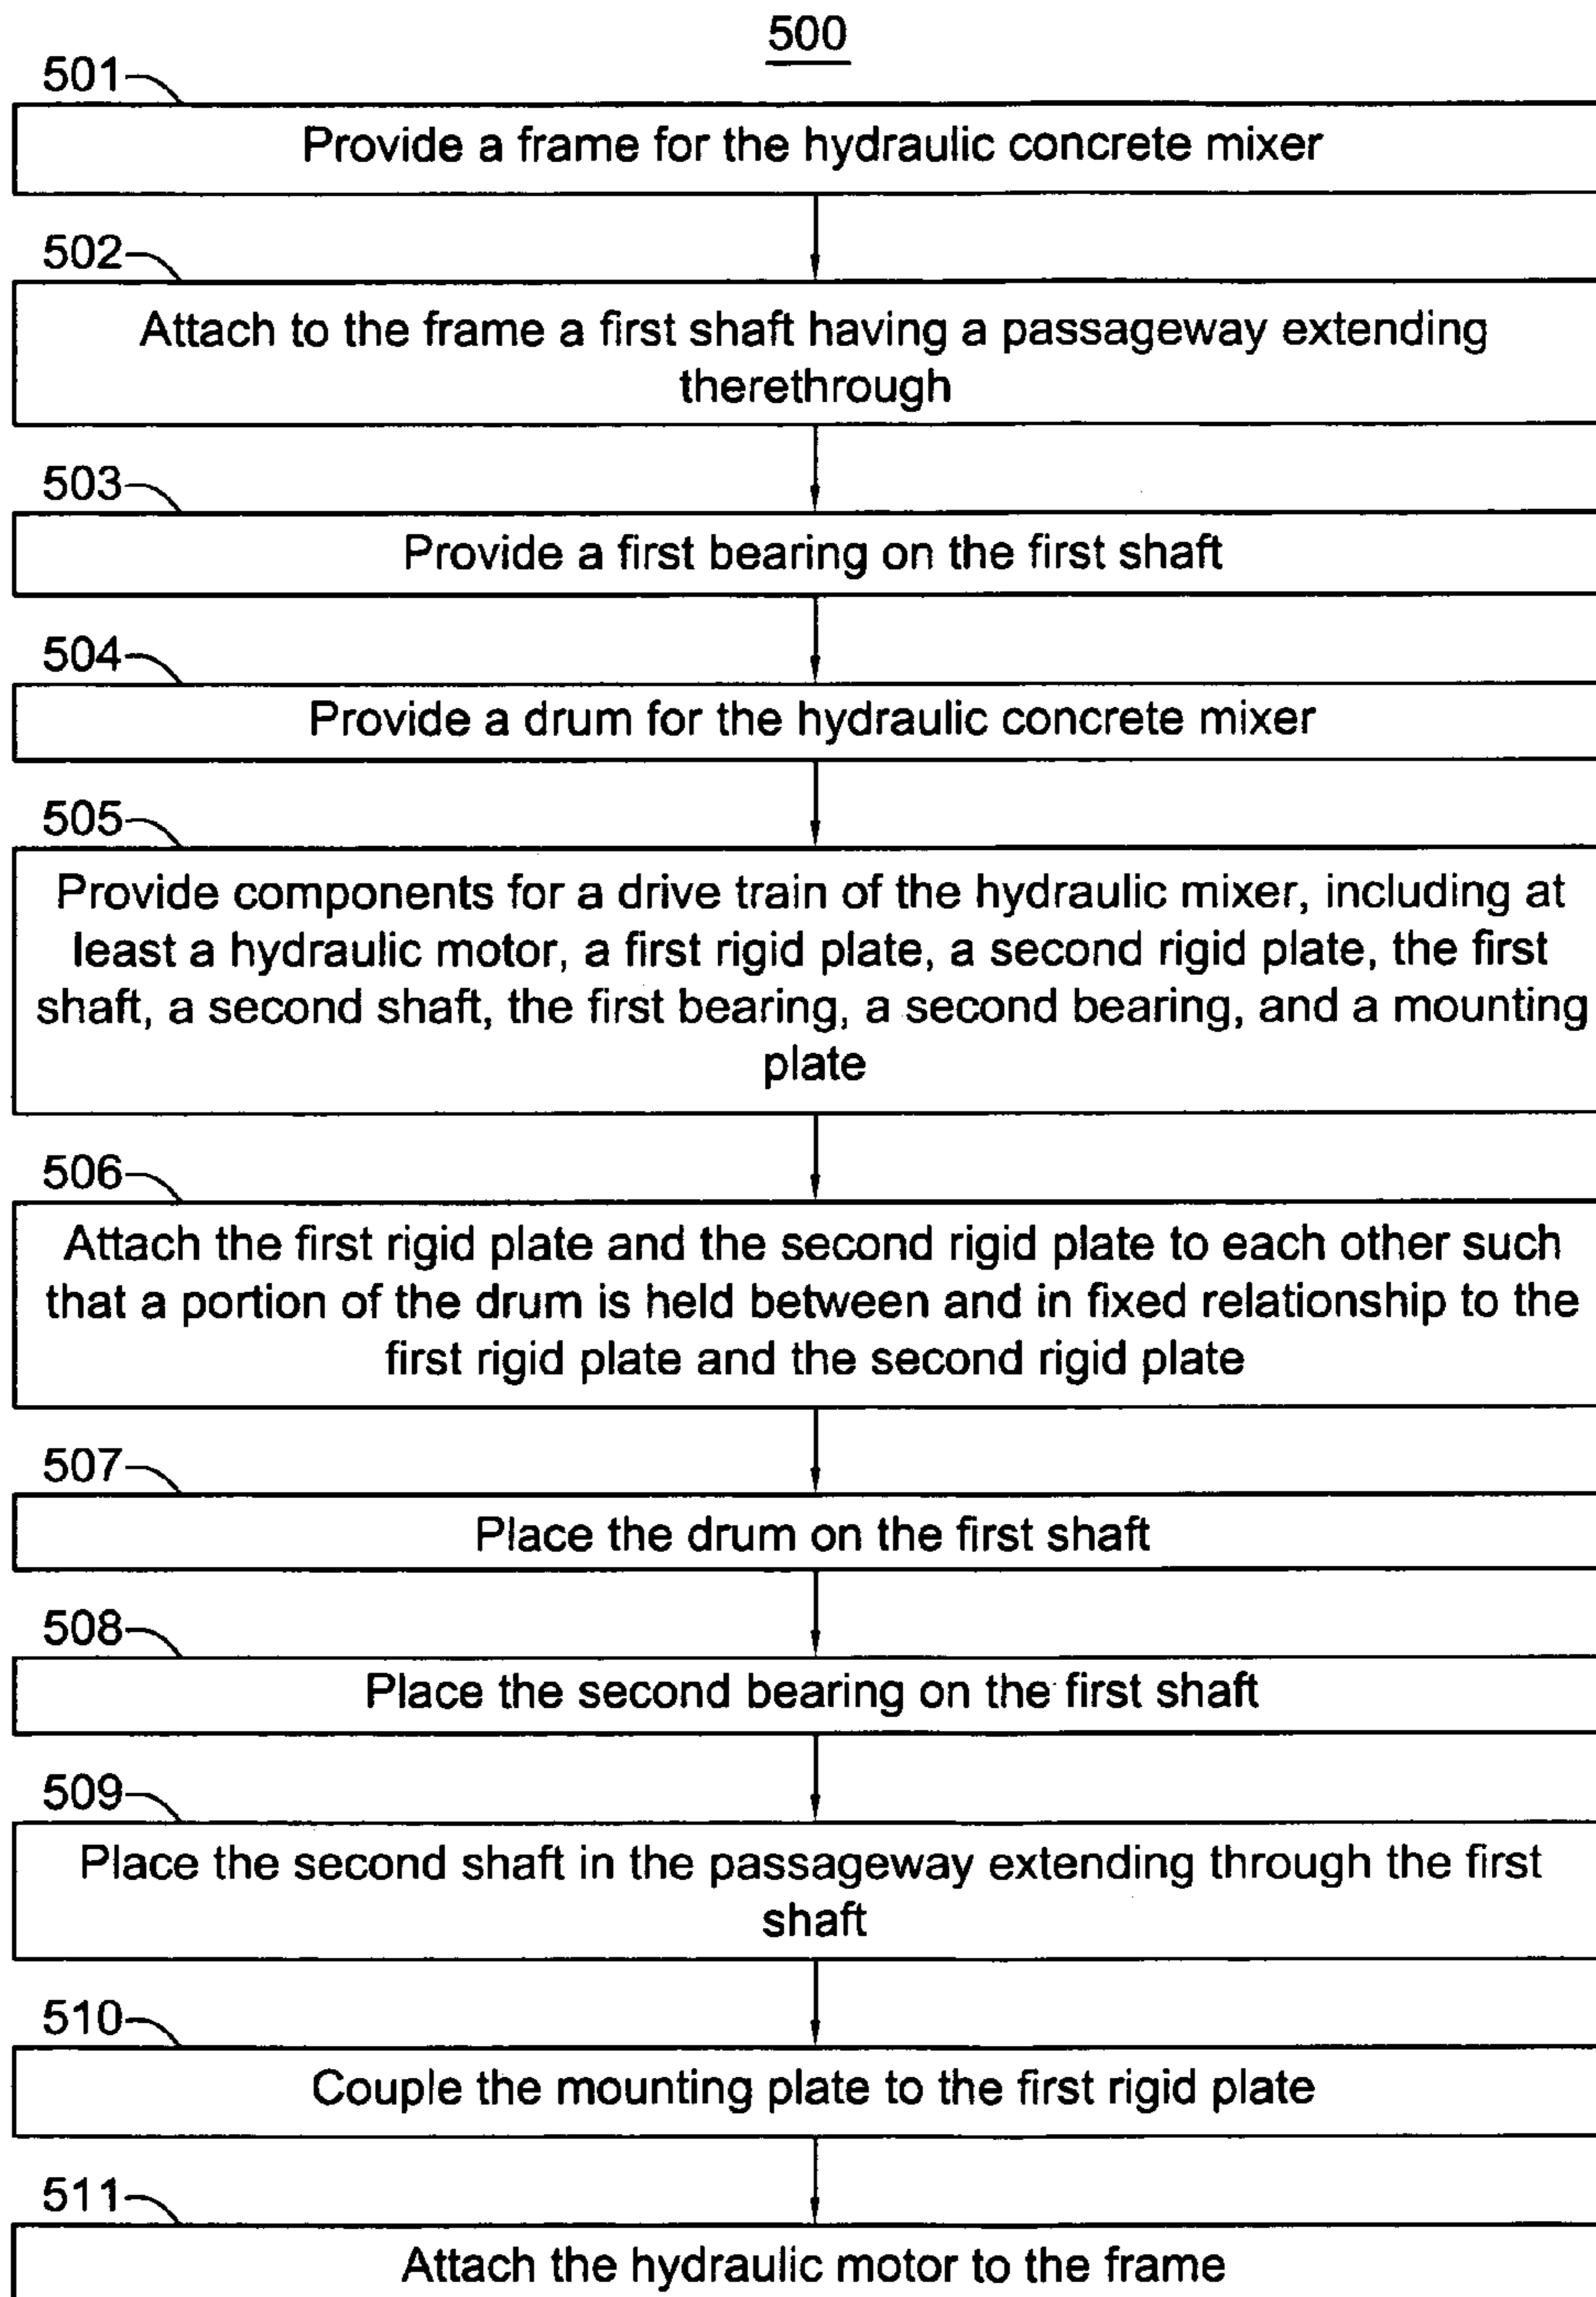 500
501
Provide a frame for the hydraulic concrete mixer
502
Attach to the frame a first shaft having a passageway extending
therethrough
503
Provide a first bearing on the first shaft
504
Provide a drum for the hydraulic concrete mixer
505
Provide components for a drive train of the hydraulic mixer, including at
least a hydraulic motor, a first rigid plate, a second rigid plate, the first
shaft, a second shaft, the first bearing, a second bearing, and a mounting
plate
506
Attach the first rigid plate and the second rigid plate to each other such
that a portion of the drum is held between and in fixed relationship to the
first rigid plate and the second rigid plate
507
Place the drum on the first shaft
508
Place the second bearing on the first shaft
509
Place the second shaft in the passageway extending through the first
shaft
510
Couple the mounting plate to the first rigid plate
511
Attach the hydraulic motor to the frame